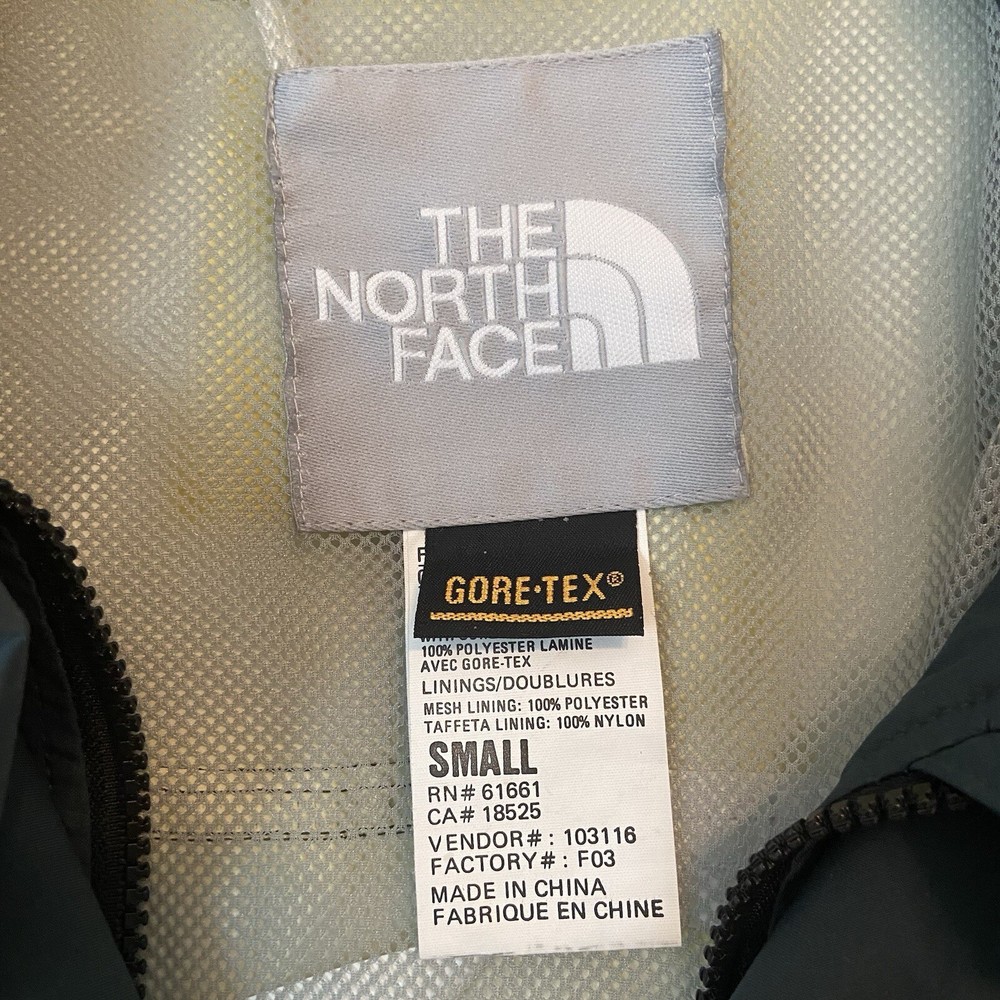 THE
NORTH
FACE
GORE-TEX®
100% POLYESTER LAMINE
AVEC GORE-TEX
LININGS/DOUBLURES
MESH LINING: 100% POLYESTER
TAFFETA LINING: 100% NYLON
SMALL
RN# 61661
CA# 18525
VENDOR#: 103116
FACTORY#: F03
MADE IN CHINA
FABRIQUE EN CHINE